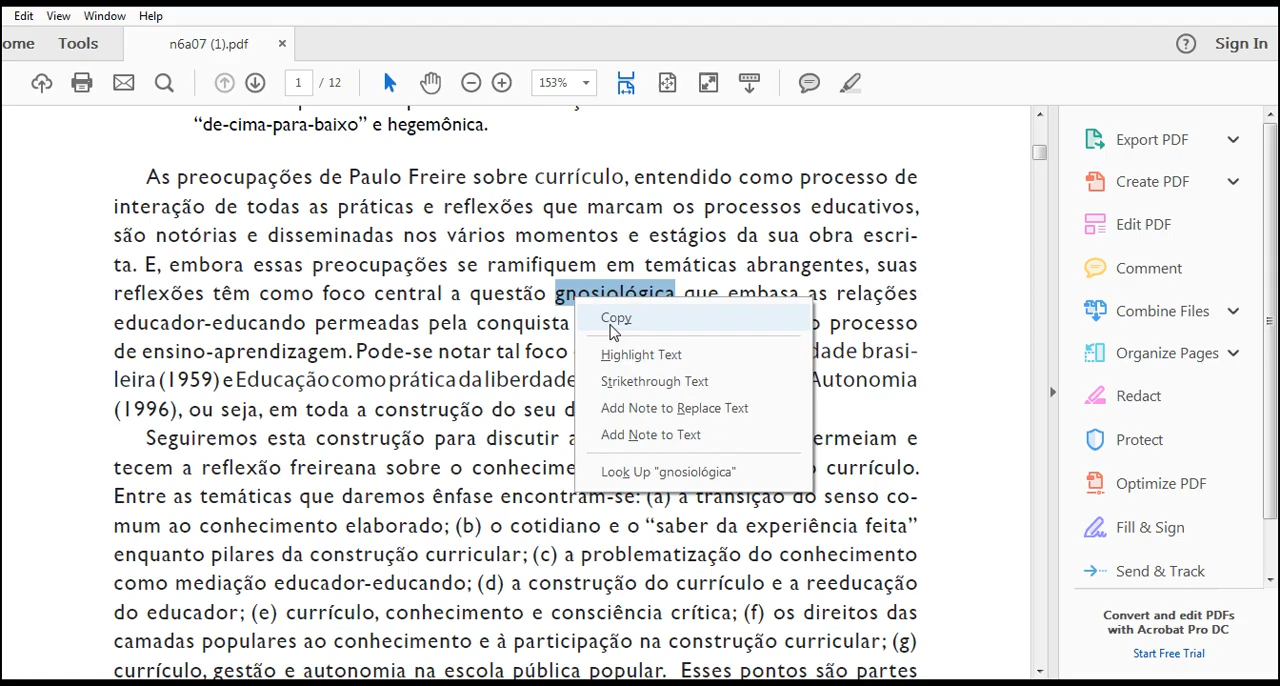 Edit View Window Help
ome Tools n6a07 (1).pdf × ? Sign In
1 / 12 153%
“de-cima-para-baixo” e hegemônica.
As preocupações de Paulo Freire sobre currículo, entendido como processo de
interação de todas as práticas e reflexões que marcam os processos educativos,
são notórias e disseminadas nos vários momentos e estágios da sua obra escri-
ta. E, embora essas preocupações se ramifiquem em temáticas abrangentes, suas
reflexões têm como foco central a questão gnosiológica que embasa as relações
educador-educando permeadas pela conquista o processo
de ensino-aprendizagem. Pode-se notar tal foco dade brasi-
leira (1959) e Educação como prática da liberdade Autonomia
(1996), ou seja, em toda a construção do seu
Seguiremos esta construção para discutir a ermeiam e
tecem a reflexão freireana sobre o conhecime currículo.
Entre as temáticas que daremos ênfase encontram-se: (a) a transição do senso co-
mum ao conhecimento elaborado; (b) o cotidiano e o “saber da experiência feita”
enquanto pilares da construção curricular; (c) a problematização do conhecimento
como mediação educador-educando; (d) a construção do currículo e a reeducação
do educador; (e) currículo, conhecimento e consciência crítica; (f) os direitos das
camadas populares ao conhecimento e à participação na construção curricular; (g)
currículo, gestão e autonomia na escola pública popular. Esses pontos são partes
Copy
Highlight Text
Strikethrough Text
Add Note to Replace Text
Add Note to Text
Look Up "gnosiológica"
Export PDF
Create PDF
Edit PDF
Comment
Combine Files
Organize Pages
Redact
Protect
Optimize PDF
Fill & Sign
Send & Track
Convert and edit PDFs
with Acrobat Pro DC
Start Free Trial